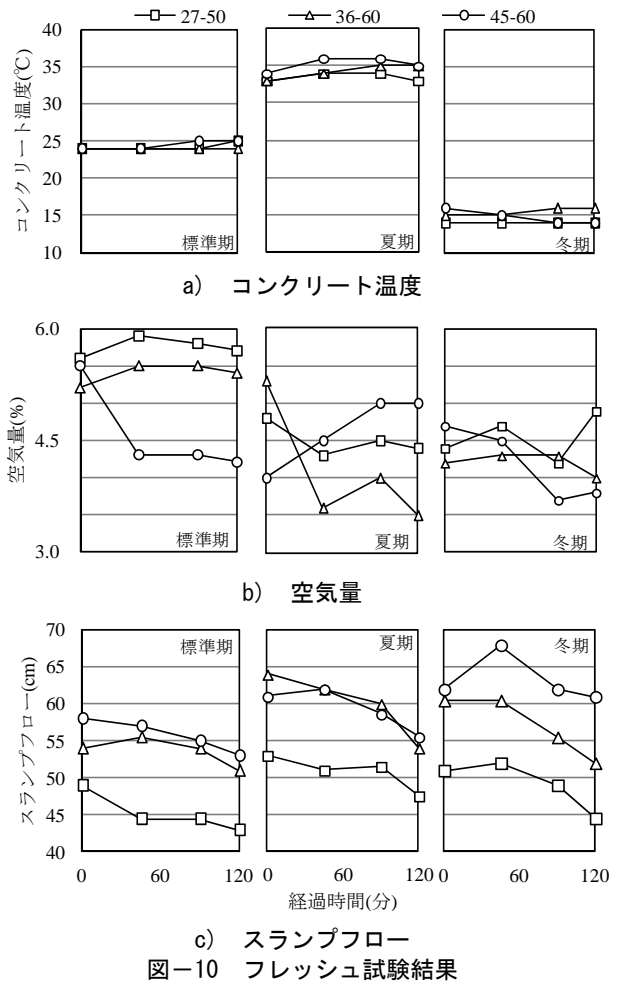 27-50 36-60 45-60
コンクリート温度(℃)
40
35
30
25
20
15
10
標準期 夏期 冬期
a) コンクリート温度
空気量(%)
6.0
4.5
3.0
標準期 夏期 冬期
b) 空気量
スランプフロー(cm)
70
65
60
55
50
45
40
標準期 夏期 冬期
0 60 120 0 60 120 0 60 120
経過時間(分)
c) スランプフロー
図－10 フレッシュ試験結果